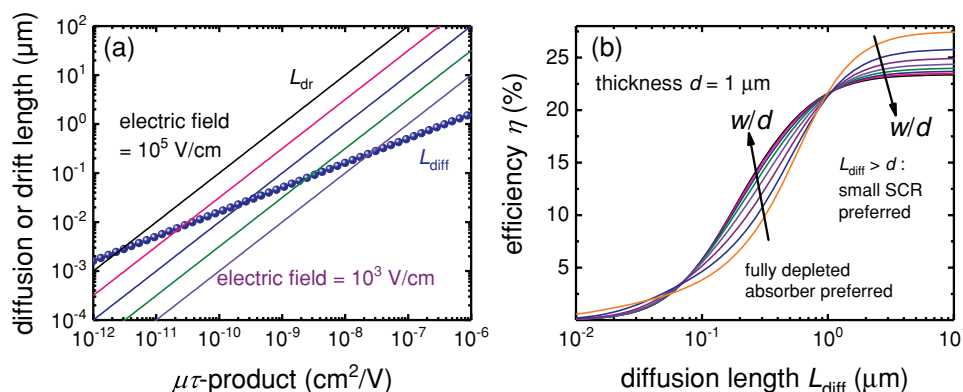 (a)
diffusion or drift length (µm)
10^2
10^1
10^0
10^-1
10^-2
10^-3
10^-4
L_dr
electric field
= 10^5 V/cm
L_diff
electric field = 10^3 V/cm
10^-12
10^-11
10^-10
10^-9
10^-8
10^-7
10^-6
µτ-product (cm^2/V)
(b)
efficiency η (%)
25
20
15
10
5
thickness d = 1 µm
w/d
w/d
L_diff > d :
small SCR
preferred
fully depleted
absorber preferred
10^-2
10^-1
10^0
10^1
diffusion length L_diff (µm)